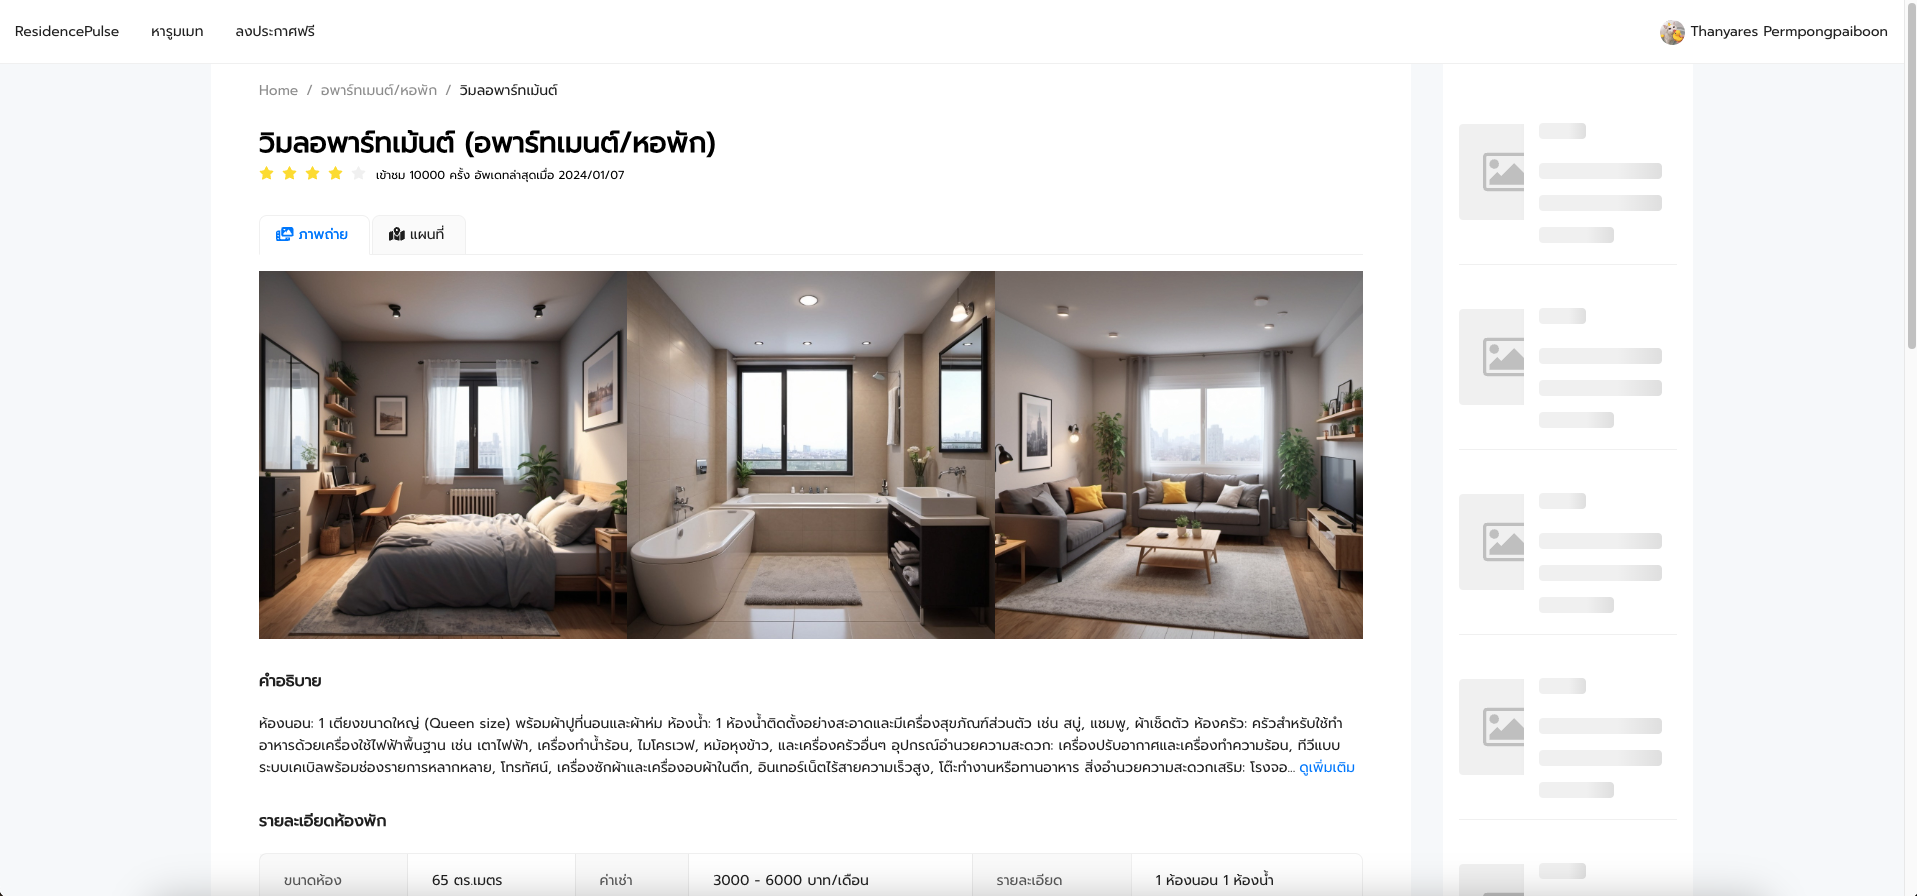 ResidencePulse หารูมเมท ลงประกาศฟรี Thanyares Permpongpaiboon
Home / อพาร์ทเมนต์/หอพัก / วิมลอพาร์ทเม้นต์
วิมลอพาร์ทเม้นต์ (อพาร์ทเมนต์/หอพัก)
เข้าชม 10000 ครั้ง อัพเดทล่าสุดเมื่อ 2024/01/07
ภาพถ่าย แผนที่
คำอธิบาย
ห้องนอน: 1 เตียงขนาดใหญ่ (Queen size) พร้อมผ้าปูที่นอนและผ้าห่ม ห้องน้ำ: 1 ห้องน้ำติดตั้งอย่างสะอาดและมีเครื่องสุขภัณฑ์ส่วนตัว เช่น สบู่, แชมพู, ผ้าเช็ดตัว ห้องครัว: ครัวสำหรับใช้ทำ
อาหารด้วยเครื่องใช้ไฟฟ้าพื้นฐาน เช่น เตาไฟฟ้า, เครื่องทำน้ำร้อน, ไมโครเวฟ, หม้อหุงข้าว, และเครื่องครัวอื่นๆ อุปกรณ์อำนวยความสะดวก: เครื่องปรับอากาศและเครื่องทำความร้อน, ทีวีแบบ
ระบบเคเบิลพร้อมช่องรายการหลากหลาย, โทรทัศน์, เครื่องซักผ้าและเครื่องอบผ้าในตึก, อินเทอร์เน็ตไร้สายความเร็วสูง, โต๊ะทำงานหรือทานอาหาร สิ่งอำนวยความสะดวกเสริม: โรงจอ... ดูเพิ่มเติม
รายละเอียดห้องพัก
ขนาดห้อง 65 ตร.เมตร ค่าเช่า 3000 - 6000 บาท/เดือน รายละเอียด 1 ห้องนอน 1 ห้องน้ำ